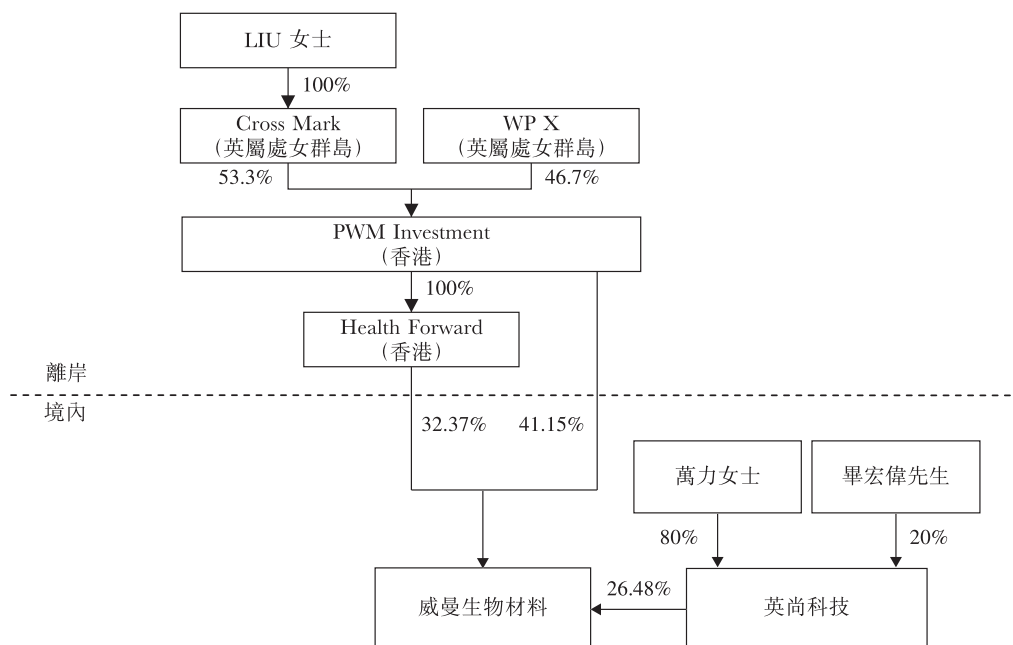 LIU 女士
100%
Cross Mark
（英屬處女群島）
WP X
（英屬處女群島）
53.3%
46.7%
PWM Investment
（香港）
100%
Health Forward
（香港）
離岸
境內
32.37%
41.15%
萬力女士
畢宏偉先生
80%
20%
威曼生物材料
26.48%
英尚科技